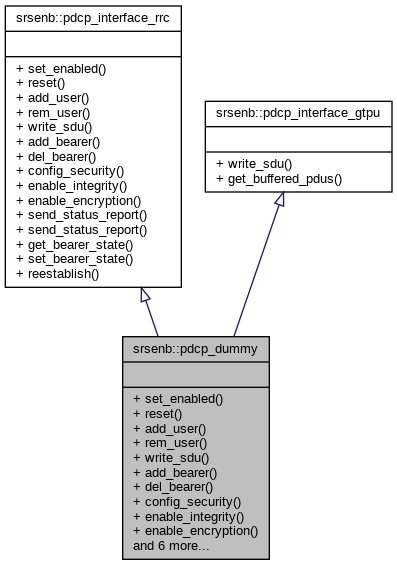 srsenb::pdcp_interface_rrc
+ set_enabled()
+ reset()
+ add_user()
+ rem_user()
+ write_sdu()
+ add_bearer()
+ del_bearer()
+ config_security()
+ enable_integrity()
+ enable_encryption()
+ send_status_report()
+ send_status_report()
+ get_bearer_state()
+ set_bearer_state()
+ reestablish()
srsenb::pdcp_interface_gtpu
+ write_sdu()
+ get_buffered_pdus()
srsenb::pdcp_dummy
+ set_enabled()
+ reset()
+ add_user()
+ rem_user()
+ write_sdu()
+ add_bearer()
+ del_bearer()
+ config_security()
+ enable_integrity()
+ enable_encryption()
and 6 more...